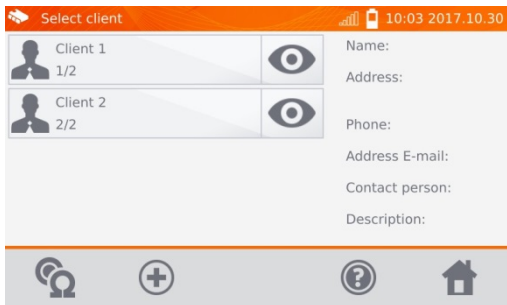 Select client
10:03 2017.10.30
Client 1
1/2
Client 2
2/2
Name:
Address:
Phone:
Address E-mail:
Contact person:
Description: